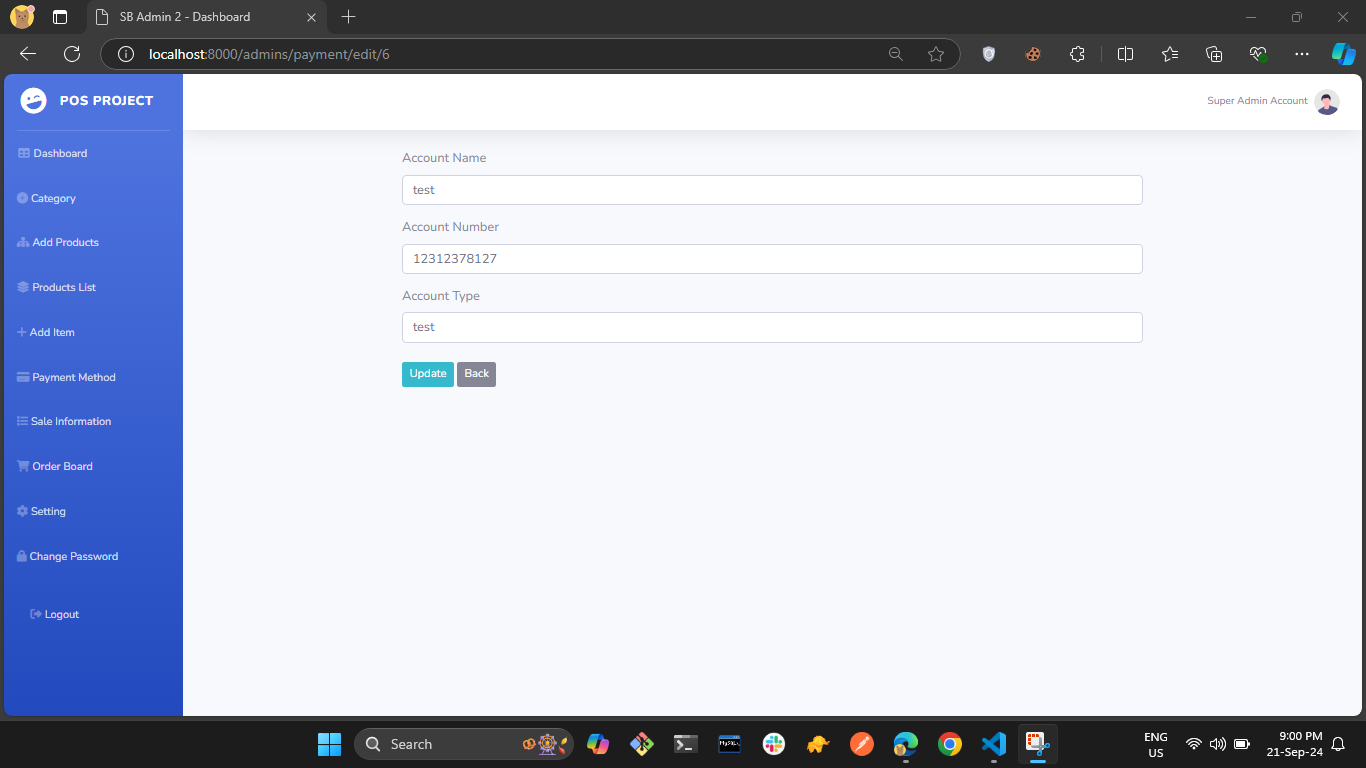 SB Admin 2 - Dashboard
localhost:8000/admins/payment/edit/6
POS PROJECT
Super Admin Account
Dashboard
Category
Add Products
Products List
Add Item
Payment Method
Sale Information
Order Board
Setting
Change Password
Logout
Account Name
test
Account Number
12312378127
Account Type
test
Update Back
Search
ENG
US
9:00 PM
21-Sep-24